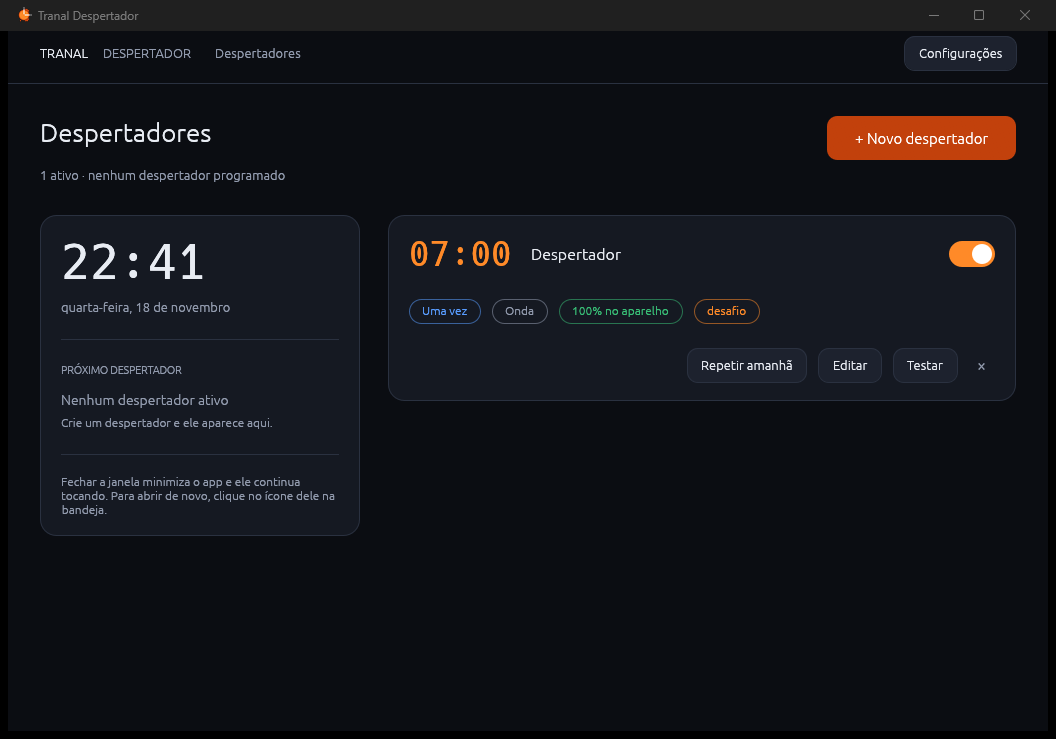 Tranal Despertador
TRANAL DESPERTADOR Despertadores Configurações
Despertadores
+ Novo despertador
1 ativo · nenhum despertador programado
22:41
quarta-feira, 18 de novembro
PRÓXIMO DESPERTADOR
Nenhum despertador ativo
Crie um despertador e ele aparece aqui.
Fechar a janela minimiza o app e ele continua
tocando. Para abrir de novo, clique no ícone dele na
bandeja.
07:00 Despertador
Uma vez Onda 100% no aparelho desafio
Repetir amanhã Editar Testar ×